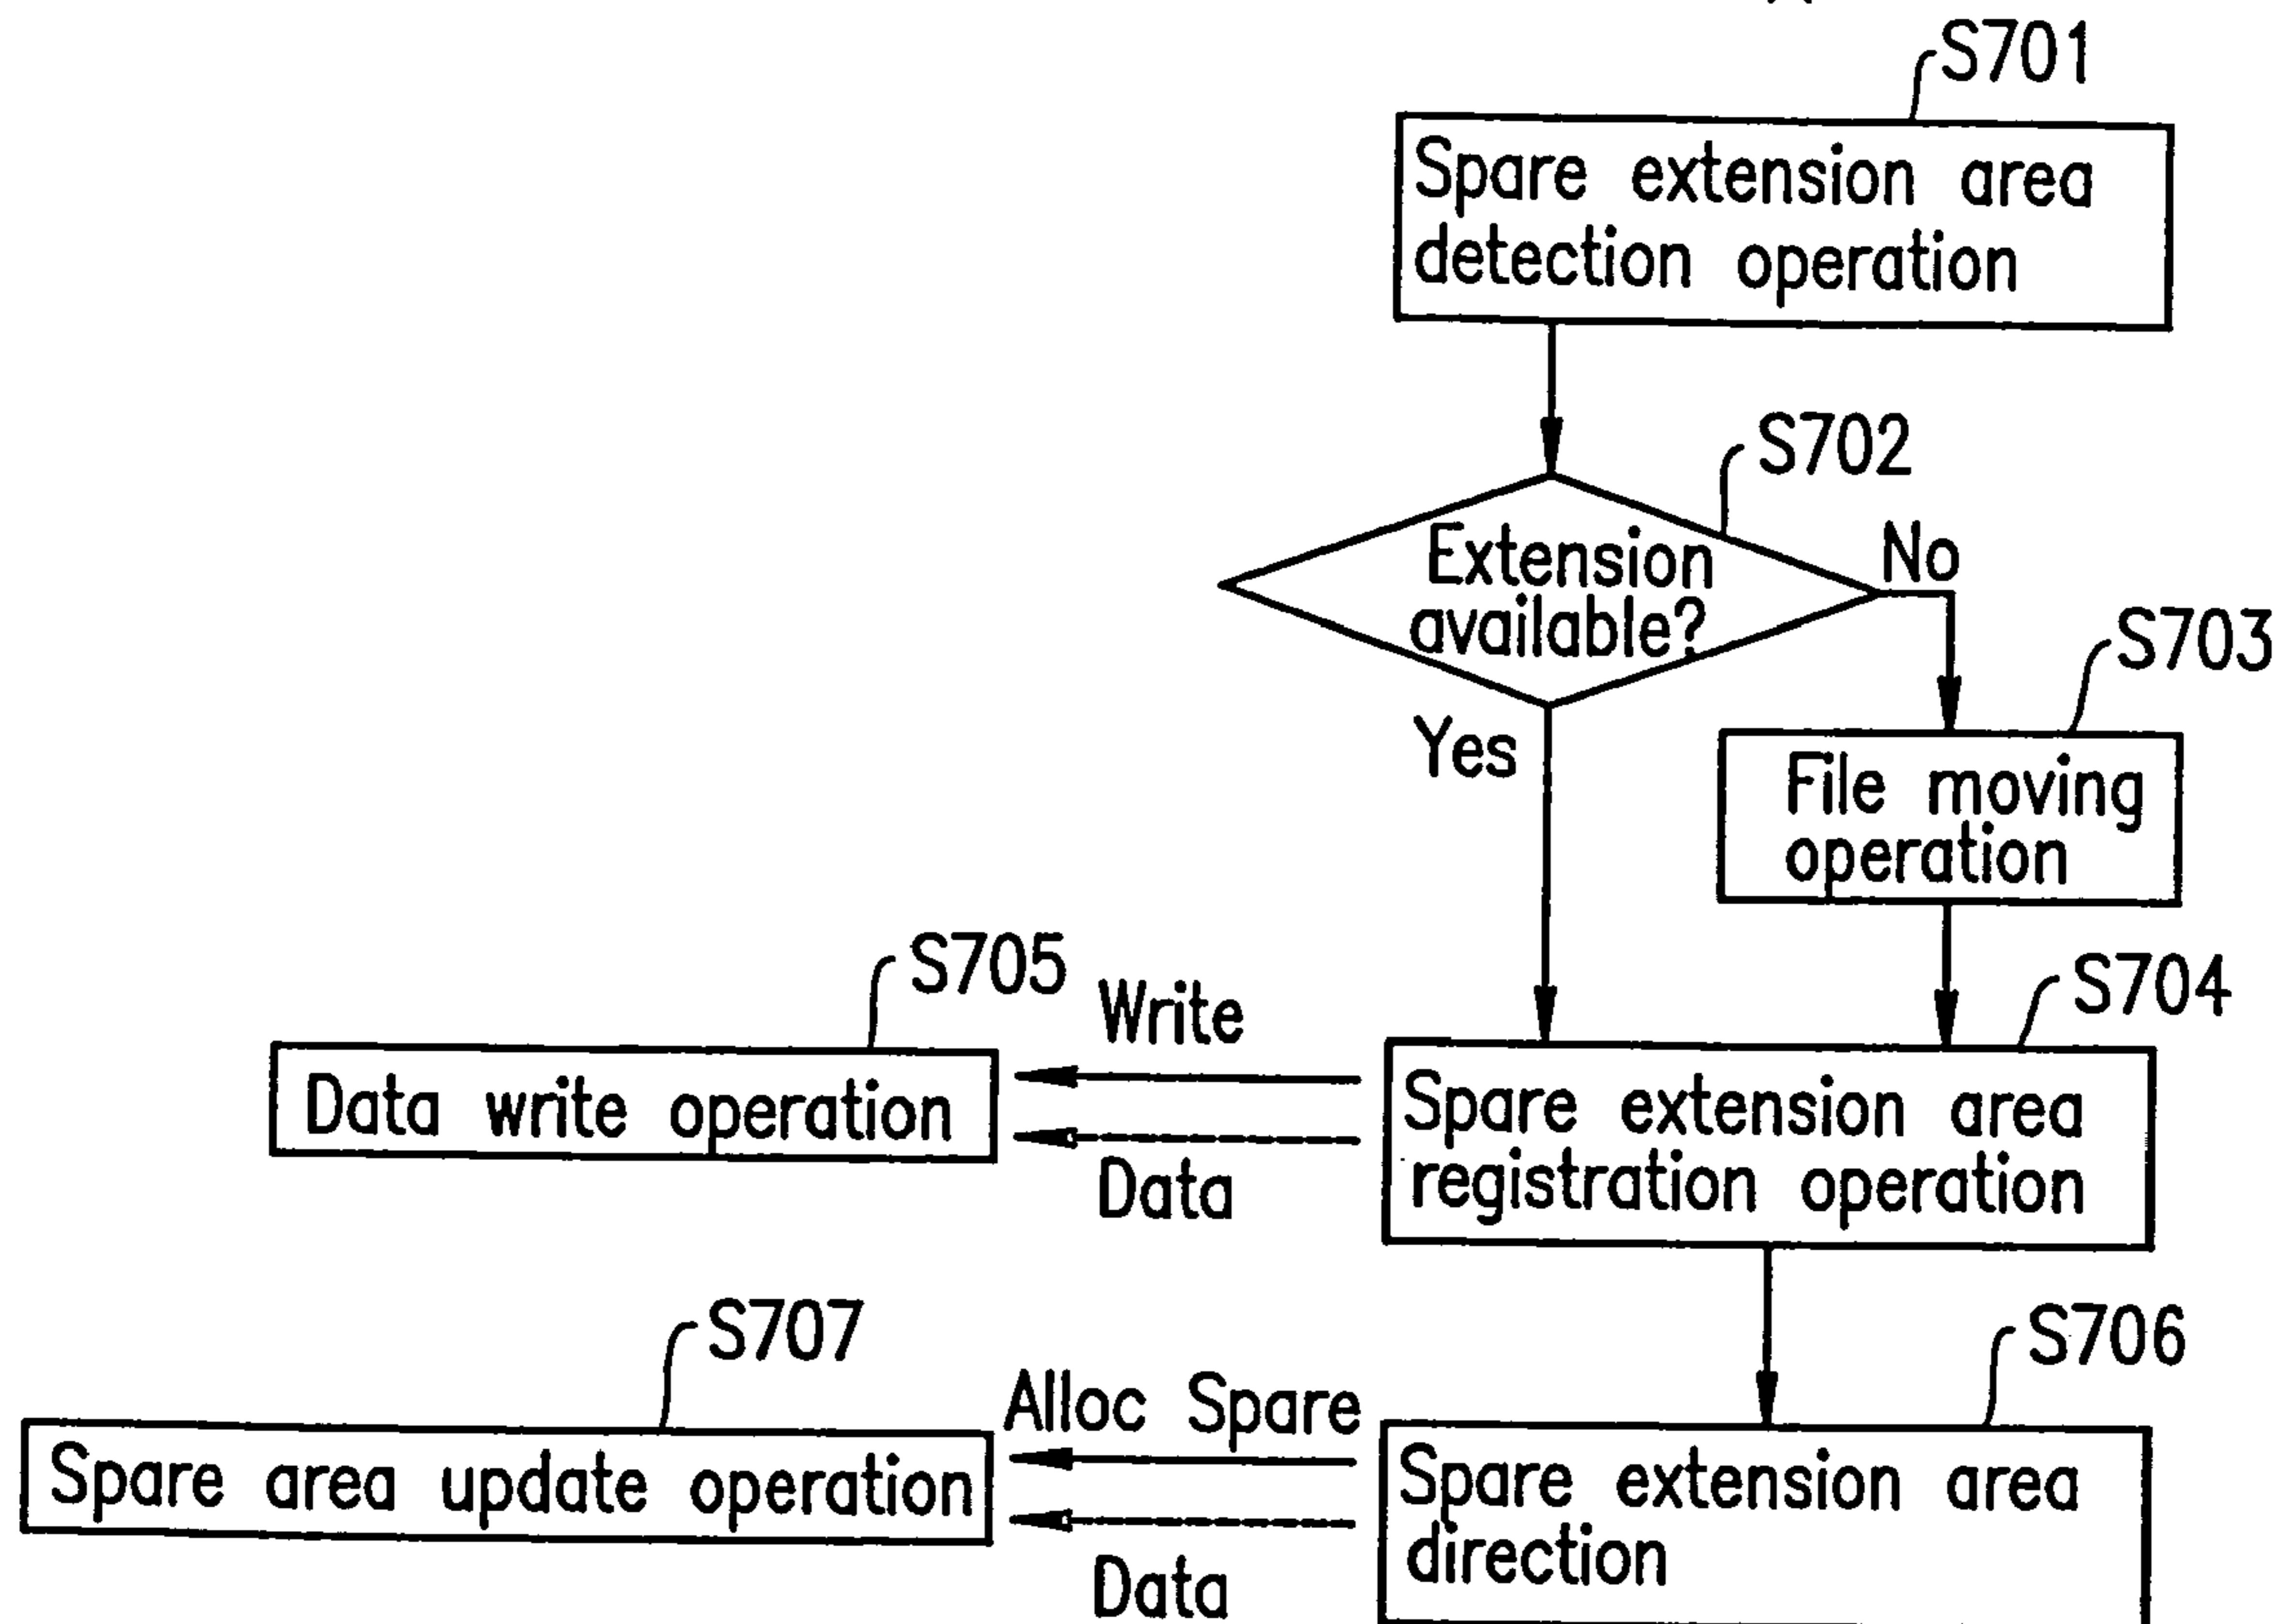 S701
Spare extension area
detection operation
S702
Extension
available?
No
S703
Yes
File moving
operation
S705
Write
S704
Data write operation
Spare extension area
registration operation
Data
S707
S706
Alloc Spare
Spare area update operation
Spare extension area
direction
Data